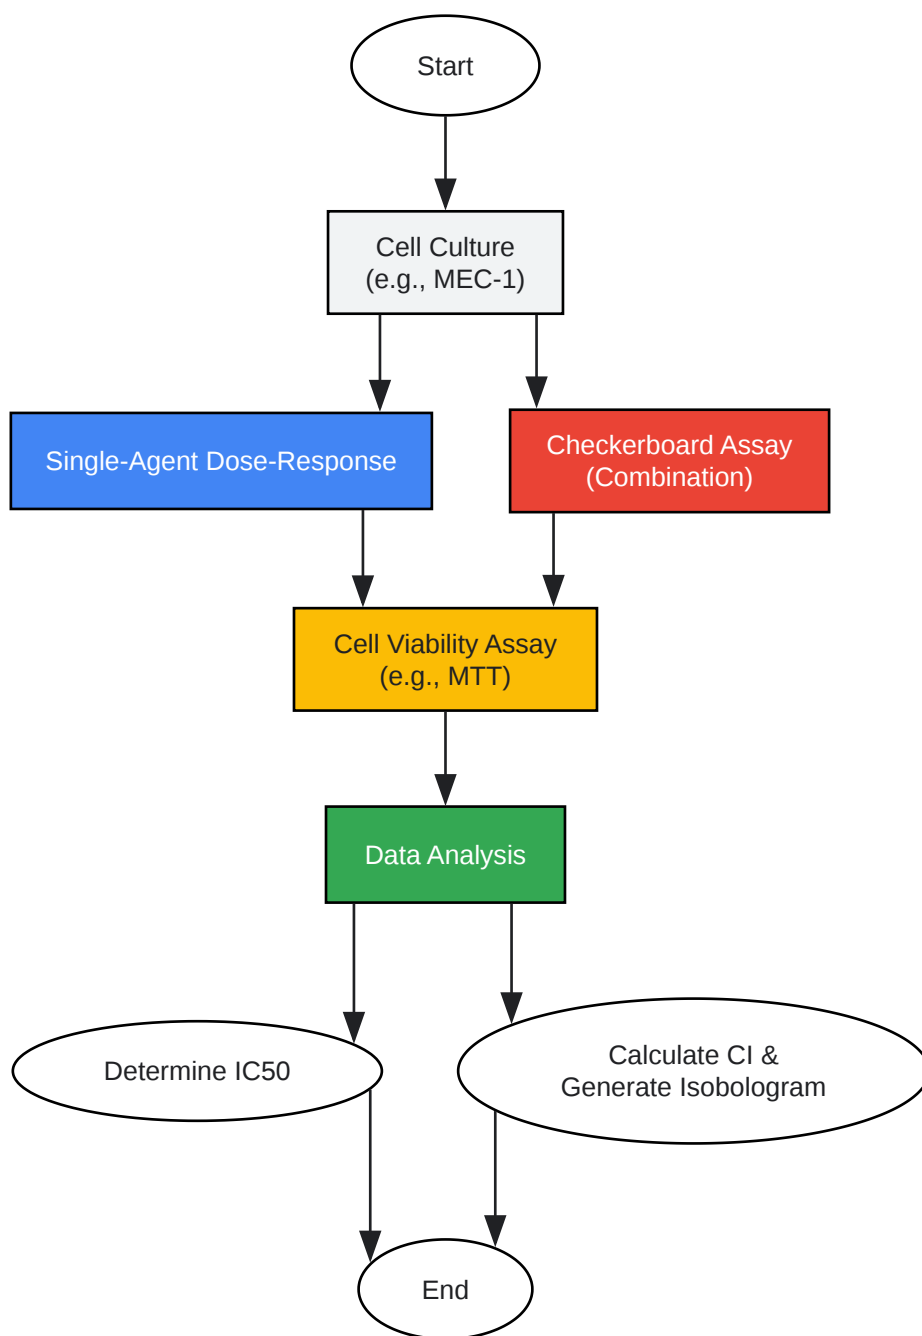 Start
Cell Culture
(e.g., MEC-1)
Single-Agent Dose-Response
Checkerboard Assay
(Combination)
Cell Viability Assay
(e.g., MTT)
Data Analysis
Determine IC50
Calculate CI &
Generate Isobologram
End